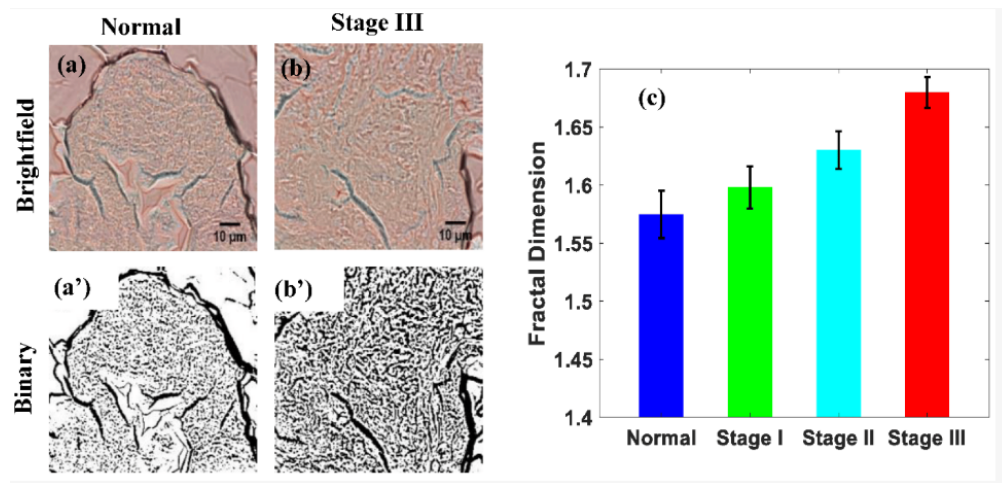 Normal
Stage III
Brightfield
(a)
10 µm
(b)
10 µm
Binary
(a’)
(b’)
(c)
Fractal Dimension
1.7
1.65
1.6
1.55
1.5
1.45
1.4
Normal Stage I Stage II Stage III